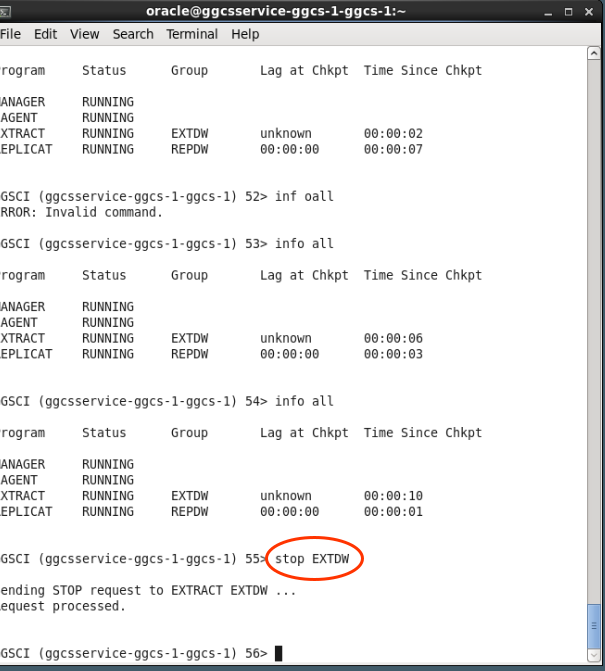 oracle@ggcsservice-ggcs-1-ggcs-1:~
File Edit View Search Terminal Help
rogram Status Group Lag at Chkpt Time Since Chkpt
ANAGER RUNNING
AGENT RUNNING
XTRACT RUNNING EXTDW unknown 00:00:02
EPLICAT RUNNING REPDW 00:00:00 00:00:07
GSCI (ggcsservice-ggcs-1-ggcs-1) 52> inf oall
RROR: Invalid command.
GSCI (ggcsservice-ggcs-1-ggcs-1) 53> info all
rogram Status Group Lag at Chkpt Time Since Chkpt
ANAGER RUNNING
AGENT RUNNING
XTRACT RUNNING EXTDW unknown 00:00:06
EPLICAT RUNNING REPDW 00:00:00 00:00:03
GSCI (ggcsservice-ggcs-1-ggcs-1) 54> info all
rogram Status Group Lag at Chkpt Time Since Chkpt
ANAGER RUNNING
AGENT RUNNING
XTRACT RUNNING EXTDW unknown 00:00:10
EPLICAT RUNNING REPDW 00:00:00 00:00:01
GSCI (ggcsservice-ggcs-1-ggcs-1) 55> stop EXTDW
ending STOP request to EXTRACT EXTDW ...
equest processed.
GSCI (ggcsservice-ggcs-1-ggcs-1) 56>